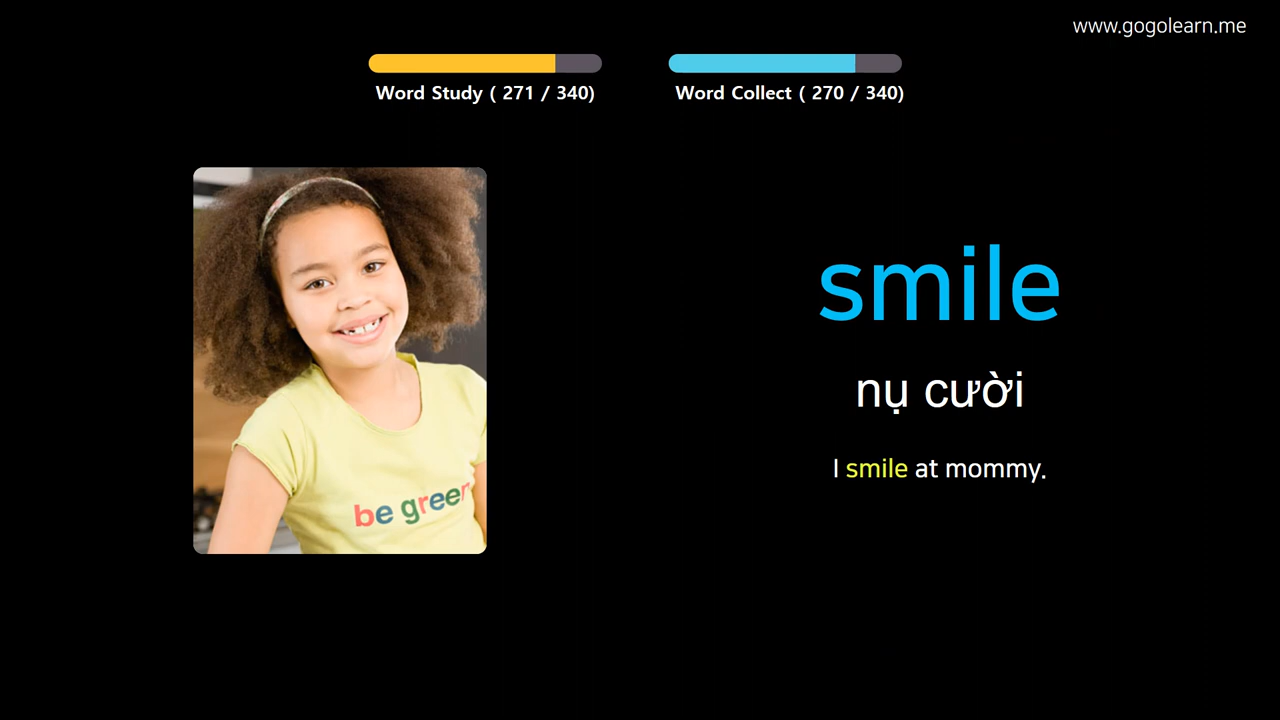 www.gogolearn.me
Word Study ( 271 / 340)
Word Collect ( 270 / 340)
smile
nụ cười
I smile at mommy.
be green